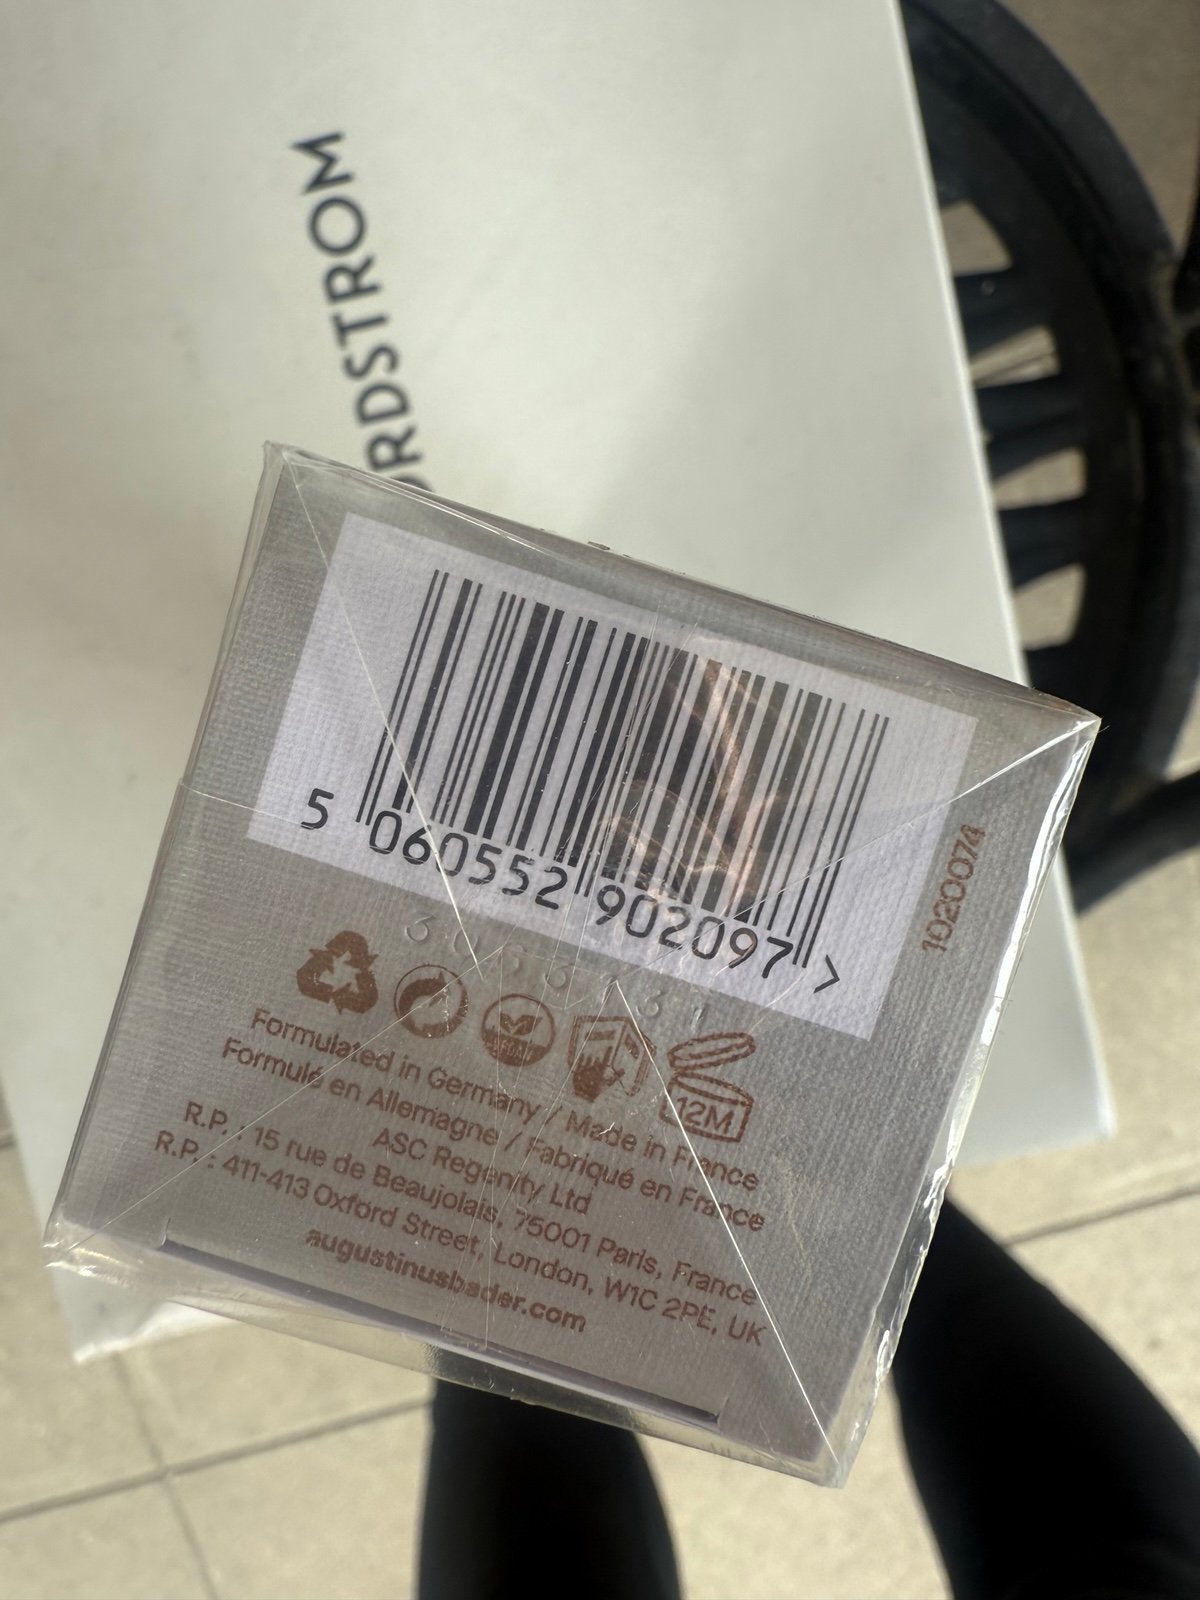 RDSTROM
5 060552 902097 >
1020074
VEGAN
12M
Formulated in Germany / Made in France
Formulé en Allemagne / Fabriqué en France
ASC Regenity Ltd
R.P. : 15 rue de Beaujolais, 75001 Paris, France
R.P. : 411-413 Oxford Street, London, W1C 2PE, UK
augustinusbader.com